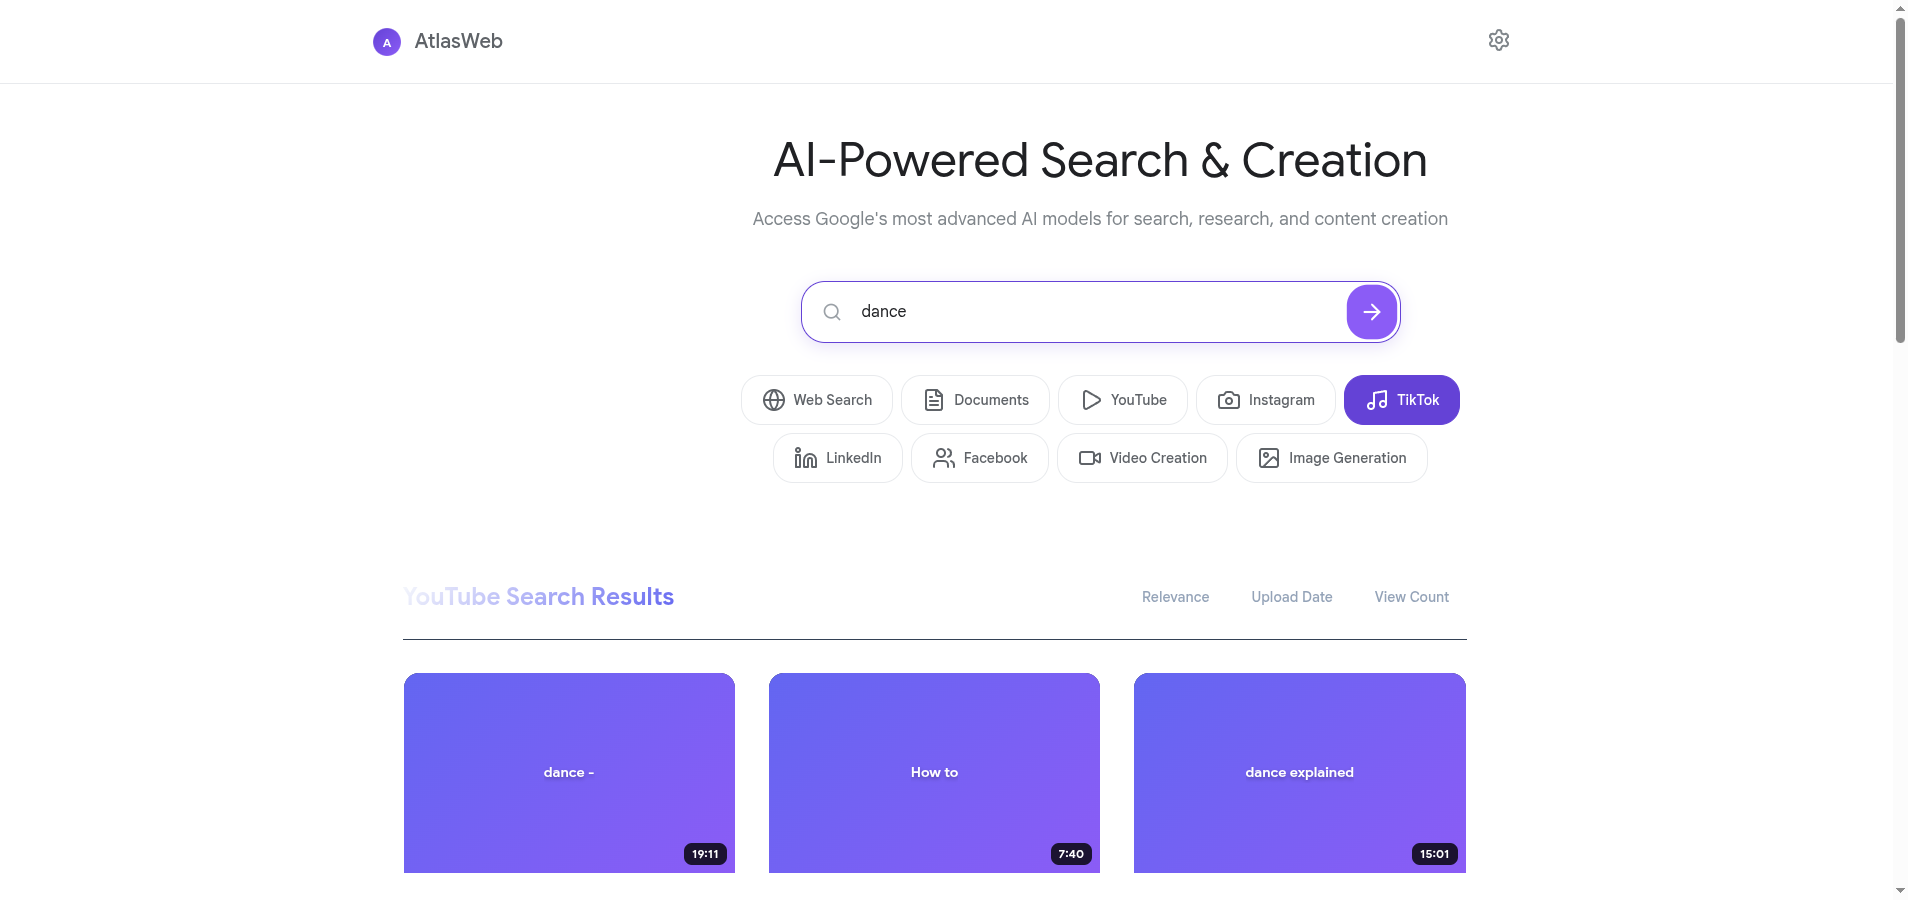 A AtlasWeb
AI-Powered Search & Creation
Access Google's most advanced AI models for search, research, and content creation
dance
Web Search Documents YouTube Instagram TikTok
LinkedIn Facebook Video Creation Image Generation
YouTube Search Results
Relevance Upload Date View Count
dance -
How to
dance explained
19:11
7:40
15:01